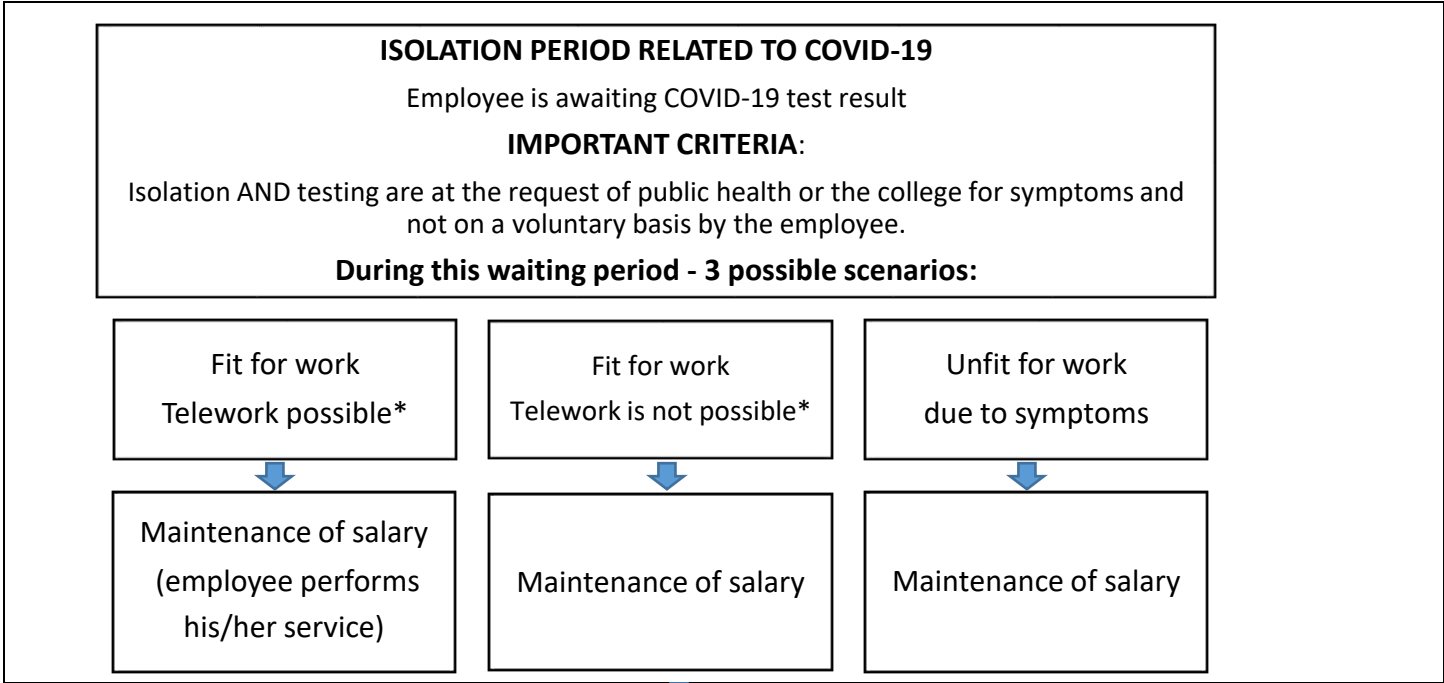 ISOLATION PERIOD RELATED TO COVID-19
Employee is awaiting COVID-19 test result
IMPORTANT CRITERIA:
Isolation AND testing are at the request of public health or the college for symptoms and
not on a voluntary basis by the employee.
During this waiting period - 3 possible scenarios:
Fit for work
Telework possible*
Fit for work
Telework is not possible*
Unfit for work
due to symptoms
Maintenance of salary
(employee performs
his/her service)
Maintenance of salary
Maintenance of salary